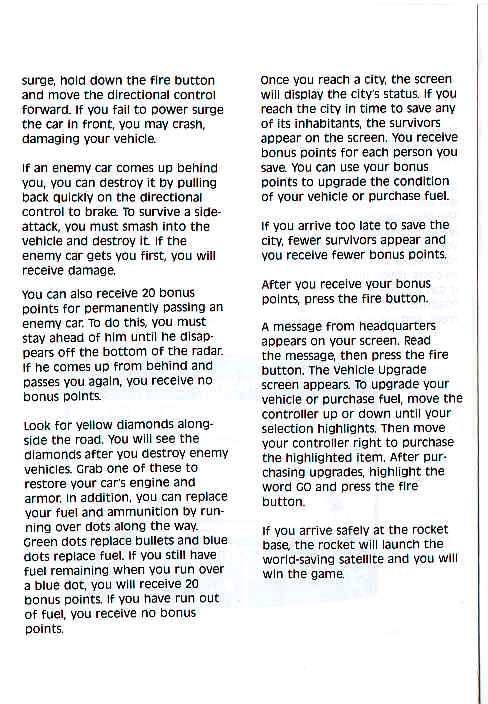 surge, hold down the fire button
and move the directional control
forward. If you fail to power surge
the car in front, you may crash,
damaging your vehicle.
If an enemy car comes up behind
you, you can destroy it by pulling
back quickly on the directional
control to brake. To survive a side-
attack, you must smash into the
vehicle and destroy it. If the
enemy car gets you first, you will
receive damage.
You can also receive 20 bonus
points for permanently passing an
enemy car. To do this, you must
stay ahead of him until he disap-
pears off the bottom of the radar.
If he comes up from behind and
passes you again, you receive no
bonus points.
Look for yellow diamonds along-
side the road. You will see the
diamonds after you destroy enemy
vehicles. Grab one of these to
restore your car's engine and
armor. In addition, you can replace
your fuel and ammunition by run-
ning over dots along the way.
Green dots replace bullets and blue
dots replace fuel. If you still have
fuel remaining when you run over
a blue dot, you will receive 20
bonus points. If you have run out
of fuel, you receive no bonus
points.
Once you reach a city, the screen
will display the city's status. If you
reach the city in time to save any
of its inhabitants, the survivors
appear on the screen. You receive
bonus points for each person you
save. You can use your bonus
points to upgrade the condition
of your vehicle or purchase fuel.
If you arrive too late to save the
city, fewer survivors appear and
you receive fewer bonus points.
After you receive your bonus
points, press the fire button.
A message from headquarters
appears on your screen. Read
the message, then press the fire
button. The Vehicle Upgrade
screen appears. To upgrade your
vehicle or purchase fuel, move the
controller up or down until your
selection highlights. Then move
your controller right to purchase
the highlighted item. After pur-
chasing upgrades, highlight the
word GO and press the fire
button.
If you arrive safely at the rocket
base, the rocket will launch the
world-saving satellite and you will
win the game.